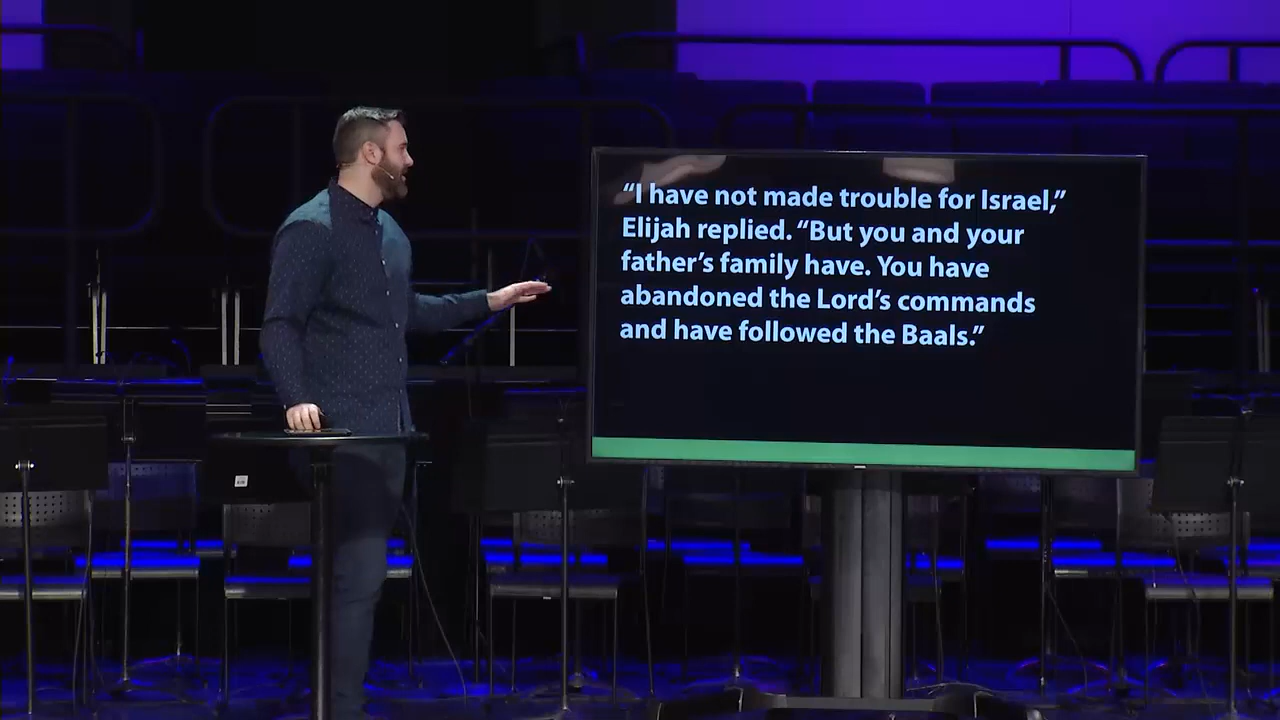 “I have not made trouble for Israel,”
Elijah replied. “But you and your
father’s family have. You have
abandoned the Lord’s commands
and have followed the Baals.”